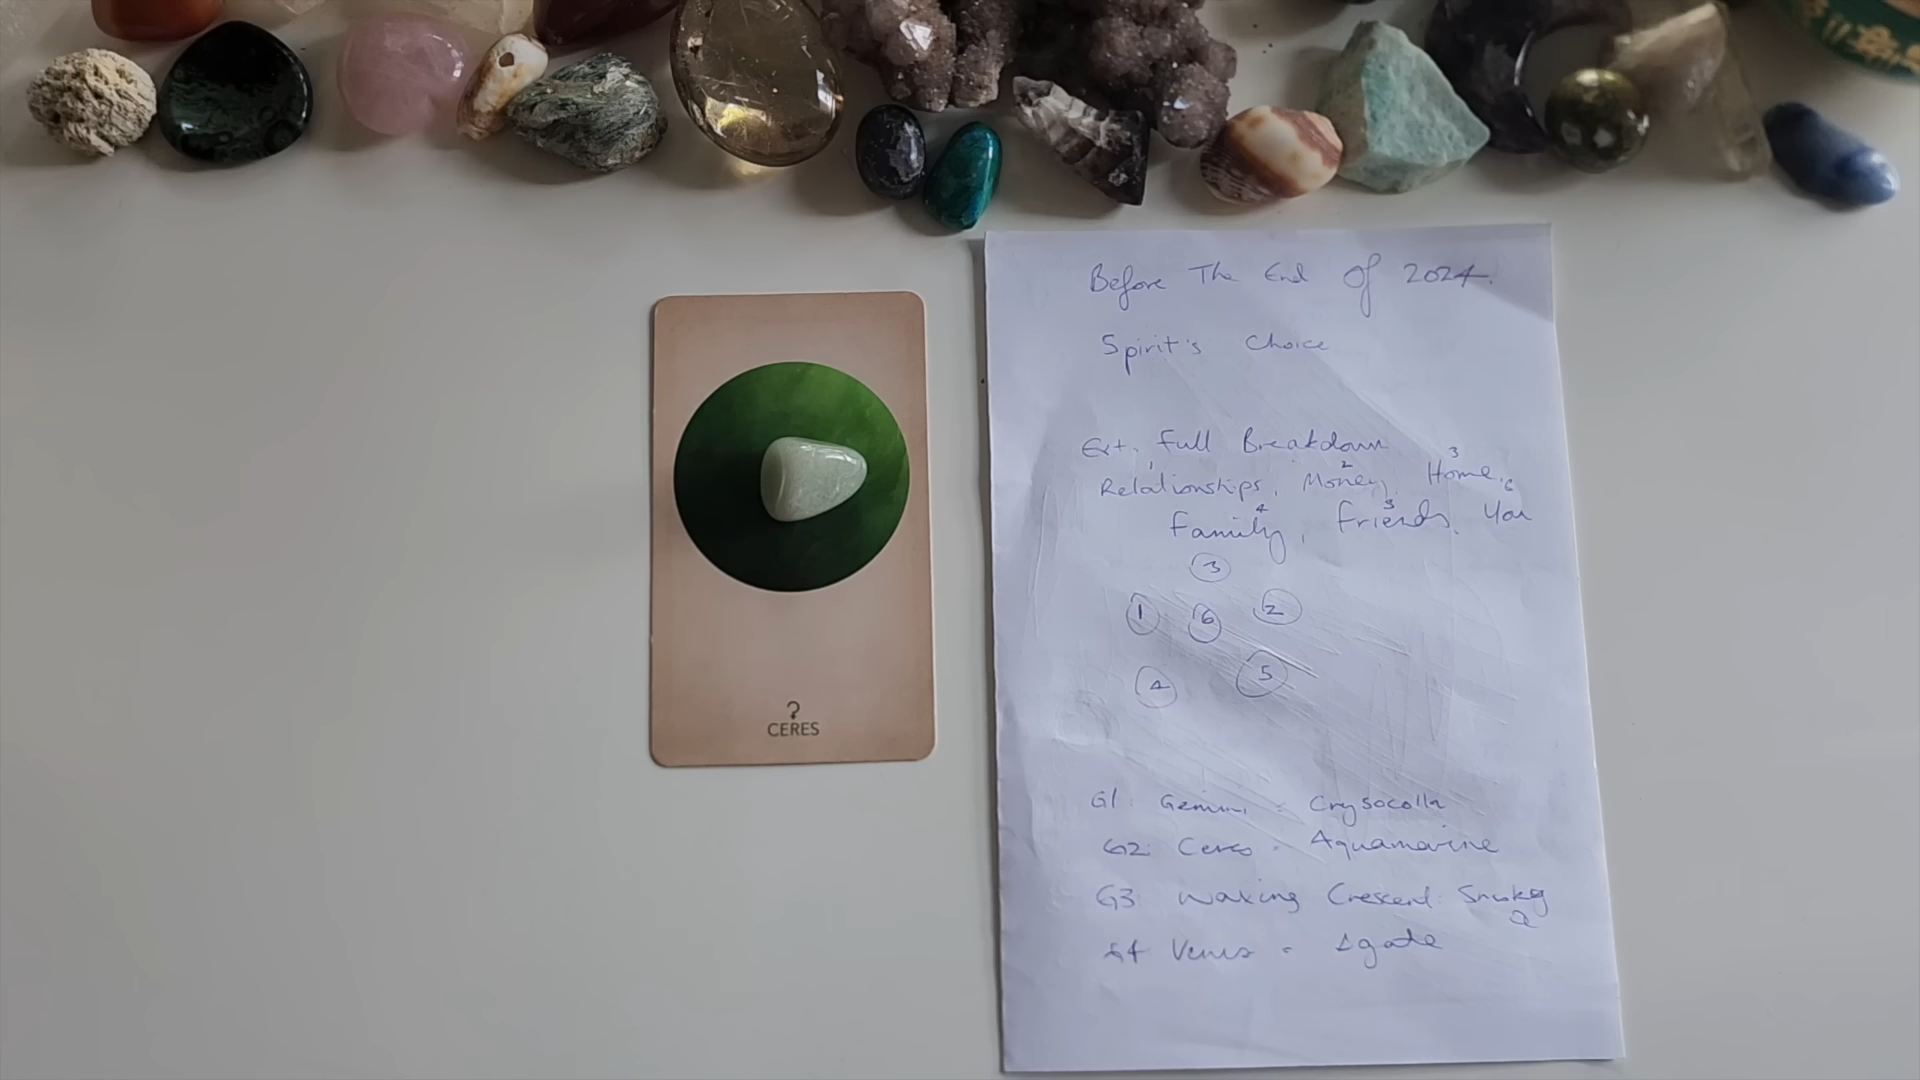 CERES
Before The End Of 2024.
Spirit's Choice
Ext. Full Breakdown
1 2 3
Relationships, Money, Home,
4 5 6
Family, Friends, You
3
1 6 2
4 5
G1: Gemini - Crysocolla
G2: Ceres - Aquamarine
G3: Waxing Crescent - Smokey
Q
G4 Venus - Agate